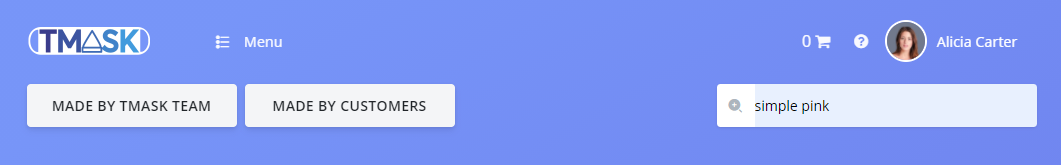 TMASK
Menu
0
Alicia Carter
MADE BY TMASK TEAM
MADE BY CUSTOMERS
simple pink